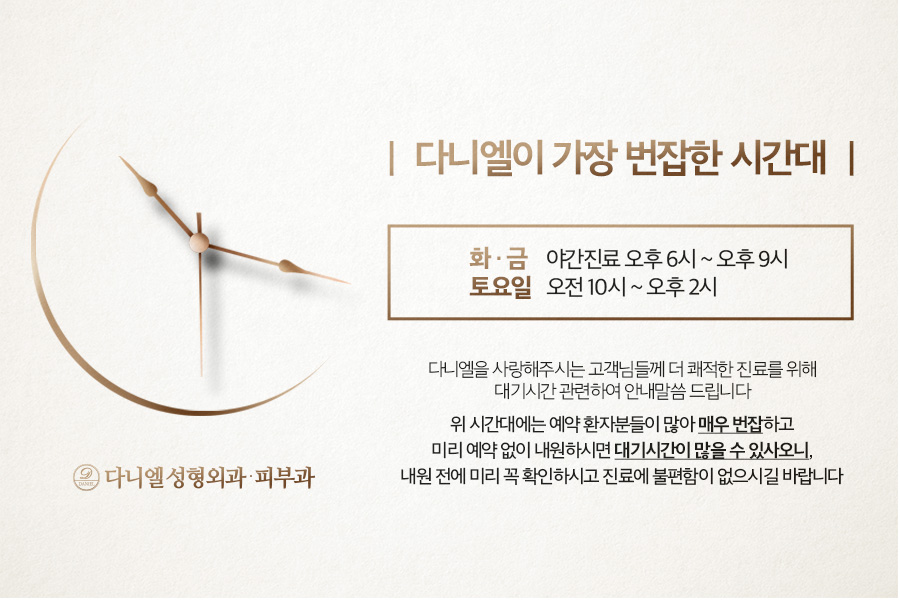 | 다니엘이 가장 번잡한 시간대 |
화·금 야간진료 오후 6시 ~ 오후 9시
토요일 오전 10시 ~ 오후 2시
다니엘을 사랑해주시는 고객님들께 더 쾌적한 진료를 위해
대기시간 관련하여 안내말씀 드립니다
위 시간대에는 예약 환자분들이 많아 매우 번잡하고
미리 예약 없이 내원하시면 대기시간이 많을 수 있사오니,
내원 전에 미리 꼭 확인하시고 진료에 불편함이 없으시길 바랍니다
다니엘성형외과·피부과